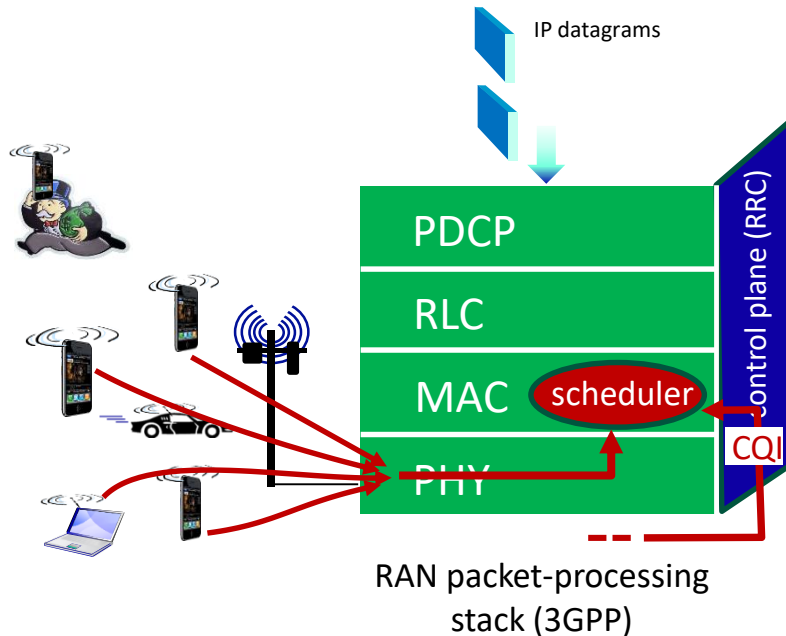 IP datagrams
PDCP
RLC
MAC
scheduler
PHY
control plane (RRC)
CQI
RAN packet-processing
stack (3GPP)